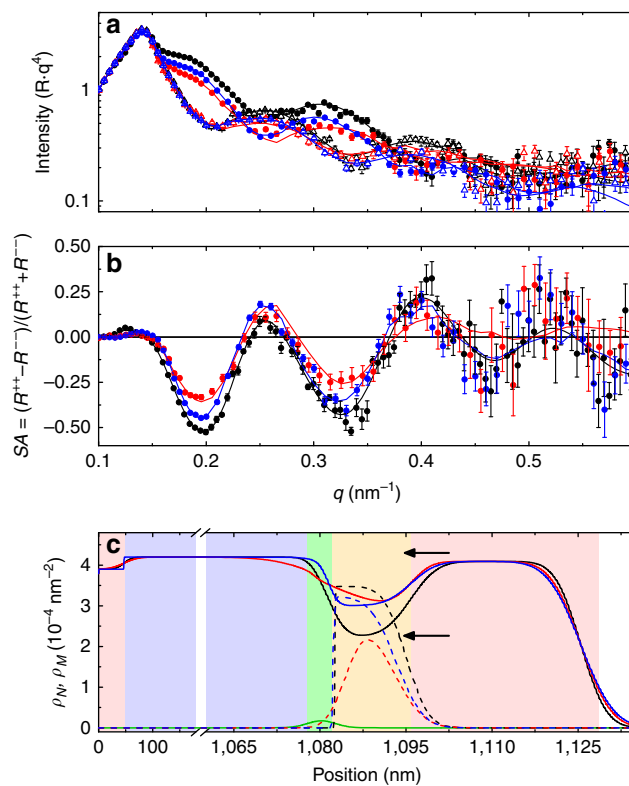 a
Intensity (R·q⁴)
1
0.1
b
SA = (R⁺⁺−R⁻⁻)/(R⁺⁺+R⁻⁻)
0.50
0.25
0.00
−0.25
−0.50
0.1 0.2 0.3 0.4 0.5
q (nm⁻¹)
c
ρN, ρM (10⁻⁴ nm⁻²)
4
3
2
1
0
0 100 1,065 1,080 1,095 1,110 1,125
Position (nm)